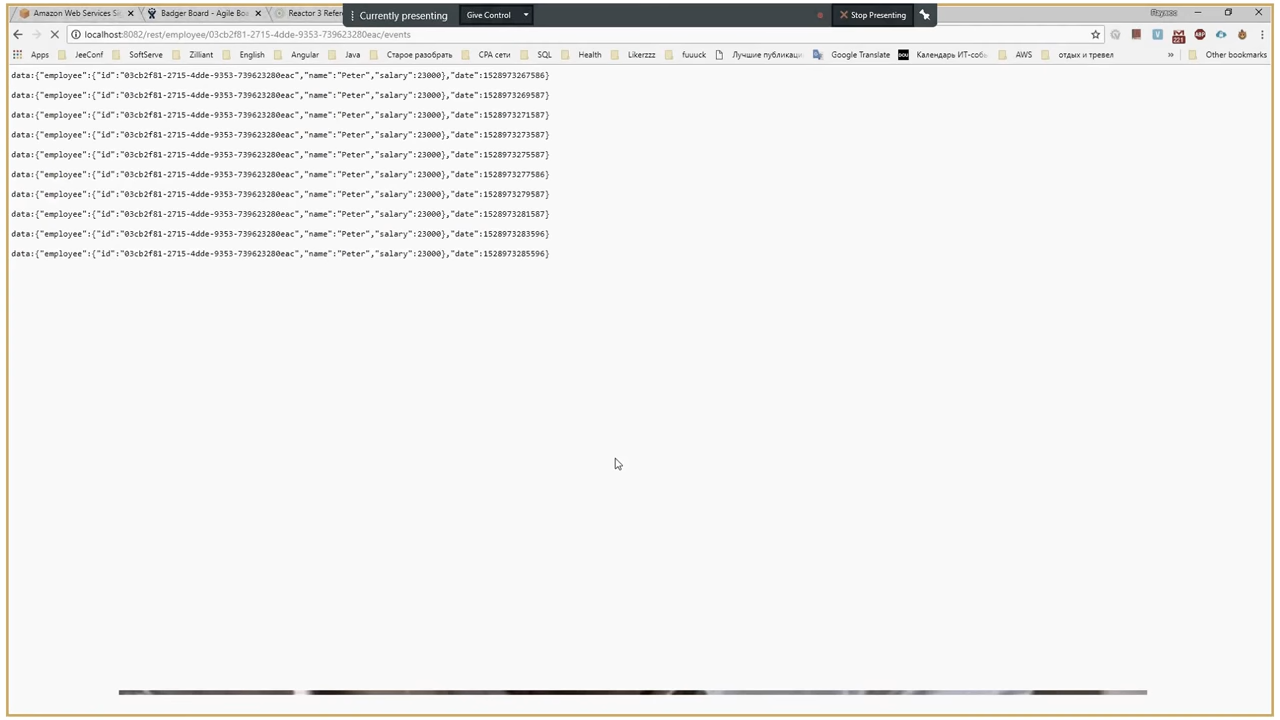 Amazon Web Services Si
Badger Board - Agile Boa
Reactor 3 Refere
Currently presenting
Give Control
Stop Presenting
localhost:8082/rest/employee/03cb2f81-2715-4dde-9353-739623280eac/events
Apps JeeConf SoftServe Zilliant English Angular Java Старое разобрать CPA сети SQL Health Likerzzz fuuuck Лучшие публикаци Google Translate DOU Календарь ИТ-собы AWS отдых и тревел » Other bookmarks
data:{"employee":{"id":"03cb2f81-2715-4dde-9353-739623280eac","name":"Peter","salary":23000},"date":1528973267586}
data:{"employee":{"id":"03cb2f81-2715-4dde-9353-739623280eac","name":"Peter","salary":23000},"date":1528973269587}
data:{"employee":{"id":"03cb2f81-2715-4dde-9353-739623280eac","name":"Peter","salary":23000},"date":1528973271587}
data:{"employee":{"id":"03cb2f81-2715-4dde-9353-739623280eac","name":"Peter","salary":23000},"date":1528973273587}
data:{"employee":{"id":"03cb2f81-2715-4dde-9353-739623280eac","name":"Peter","salary":23000},"date":1528973275587}
data:{"employee":{"id":"03cb2f81-2715-4dde-9353-739623280eac","name":"Peter","salary":23000},"date":1528973277586}
data:{"employee":{"id":"03cb2f81-2715-4dde-9353-739623280eac","name":"Peter","salary":23000},"date":1528973279587}
data:{"employee":{"id":"03cb2f81-2715-4dde-9353-739623280eac","name":"Peter","salary":23000},"date":1528973281587}
data:{"employee":{"id":"03cb2f81-2715-4dde-9353-739623280eac","name":"Peter","salary":23000},"date":1528973283596}
data:{"employee":{"id":"03cb2f81-2715-4dde-9353-739623280eac","name":"Peter","salary":23000},"date":1528973285596}